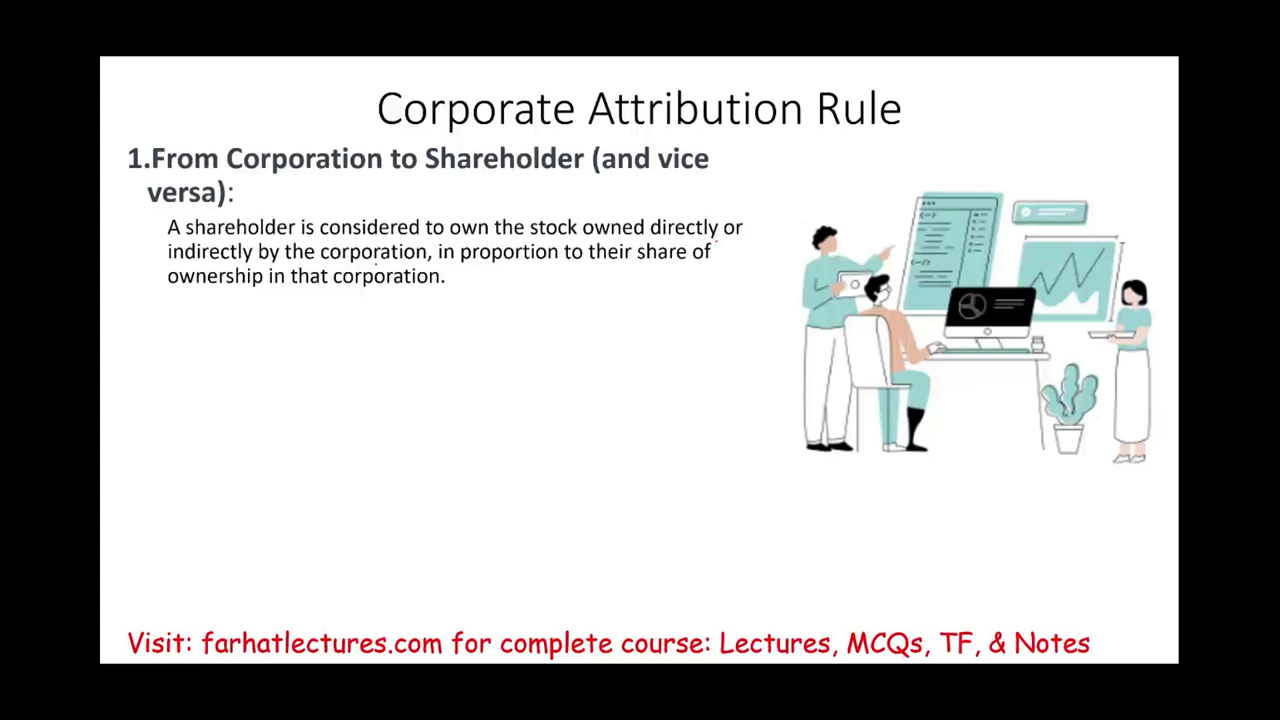 Corporate Attribution Rule
1.From Corporation to Shareholder (and vice
versa):
A shareholder is considered to own the stock owned directly or
indirectly by the corporation, in proportion to their share of
ownership in that corporation.
Visit: farhatlectures.com for complete course: Lectures, MCQs, TF, & Notes